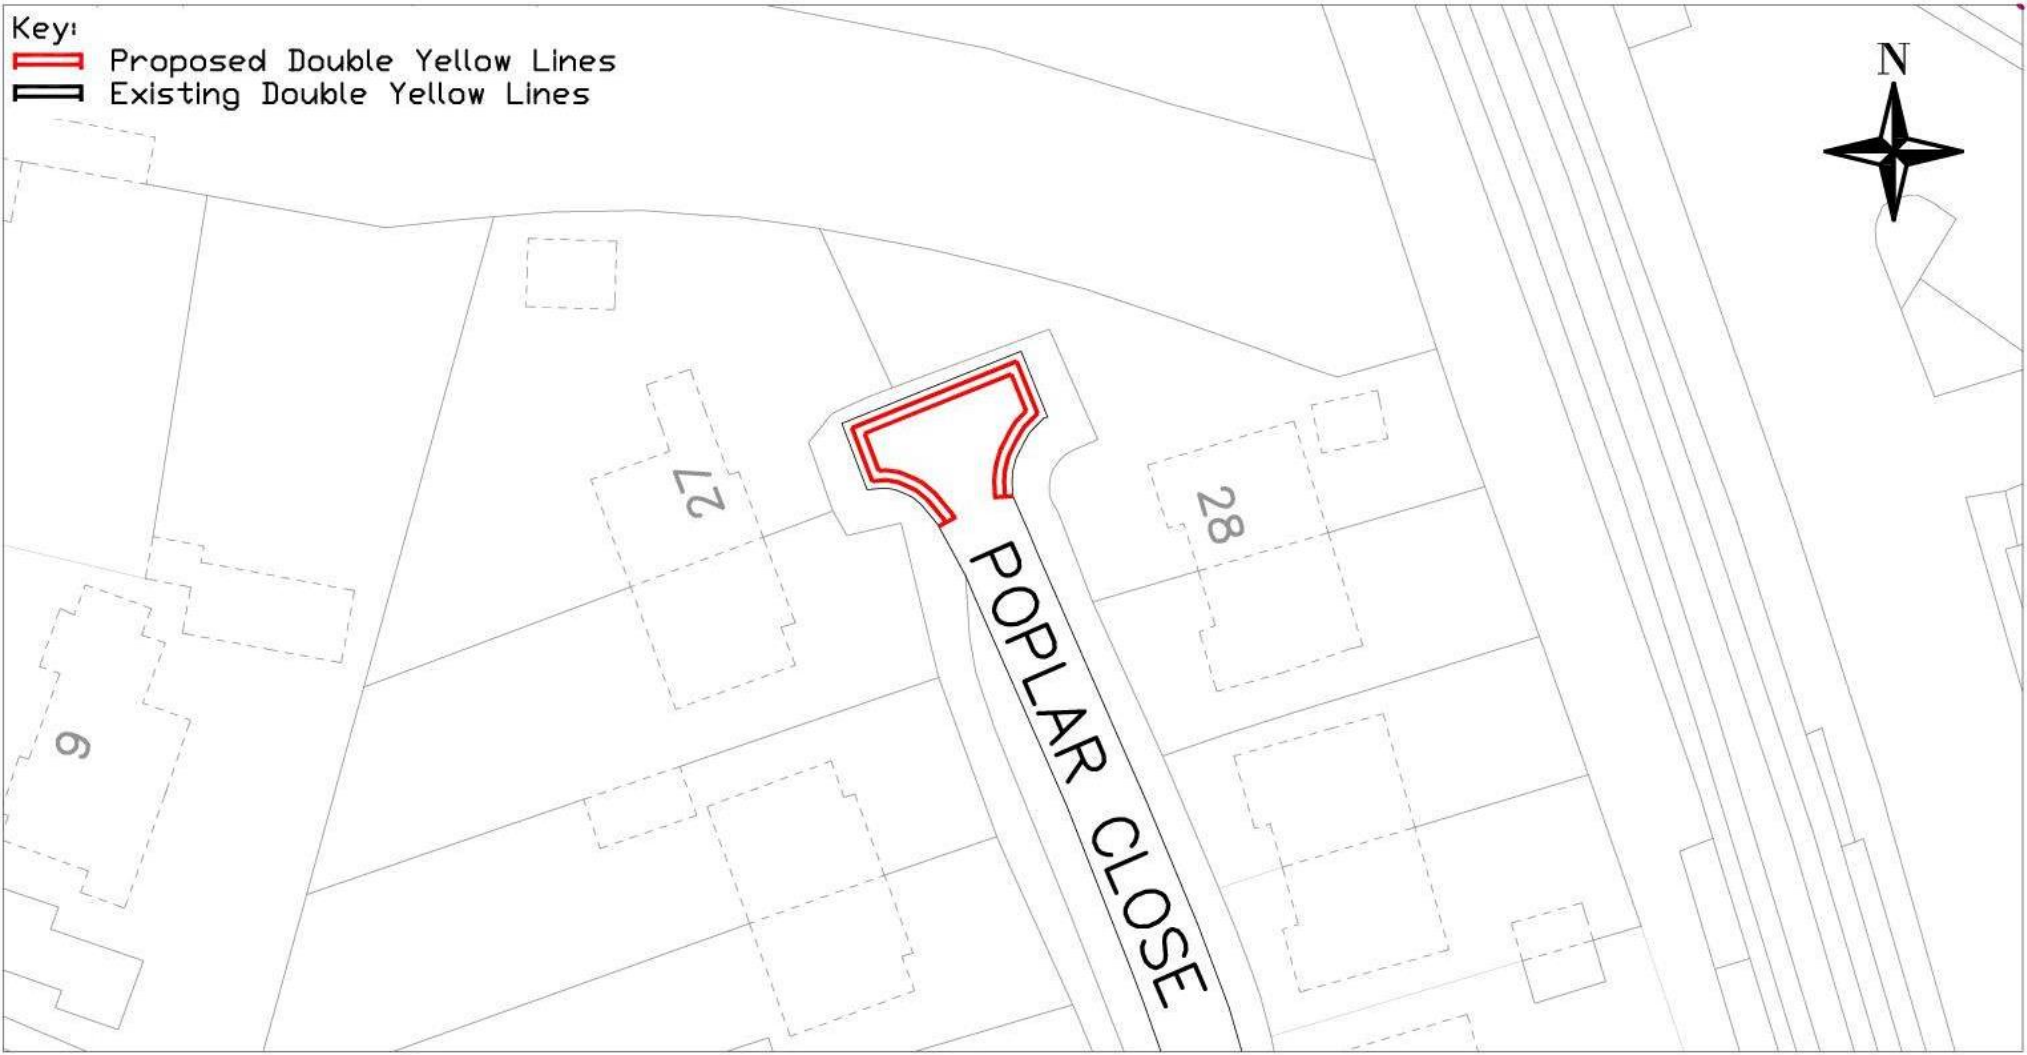 Key:
Proposed Double Yellow Lines
Existing Double Yellow Lines
N
27
28
POPLAR CLOSE
9